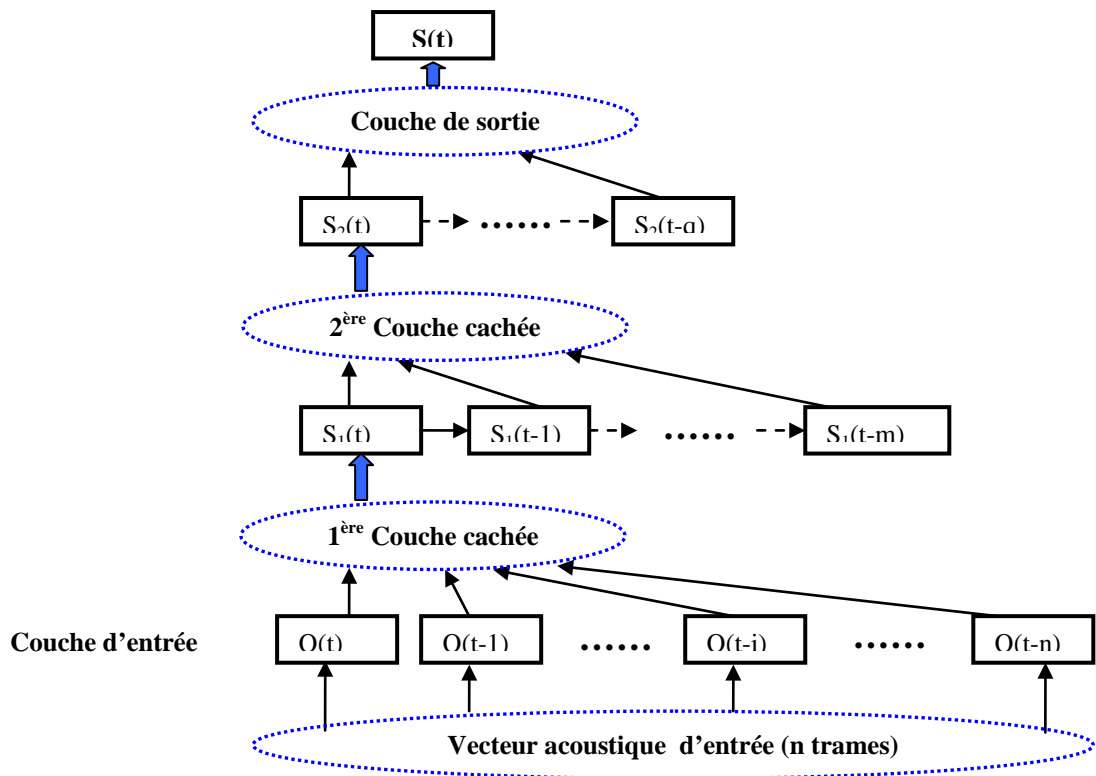 S(t)
Couche de sortie
S₂(t) ...... S₂(t-q)
2ère Couche cachée
S₁(t) S₁(t-1) ...... S₁(t-m)
1ère Couche cachée
Couche d'entrée O(t) O(t-1) ...... O(t-i) ...... O(t-n)
Vecteur acoustique d'entrée (n trames)